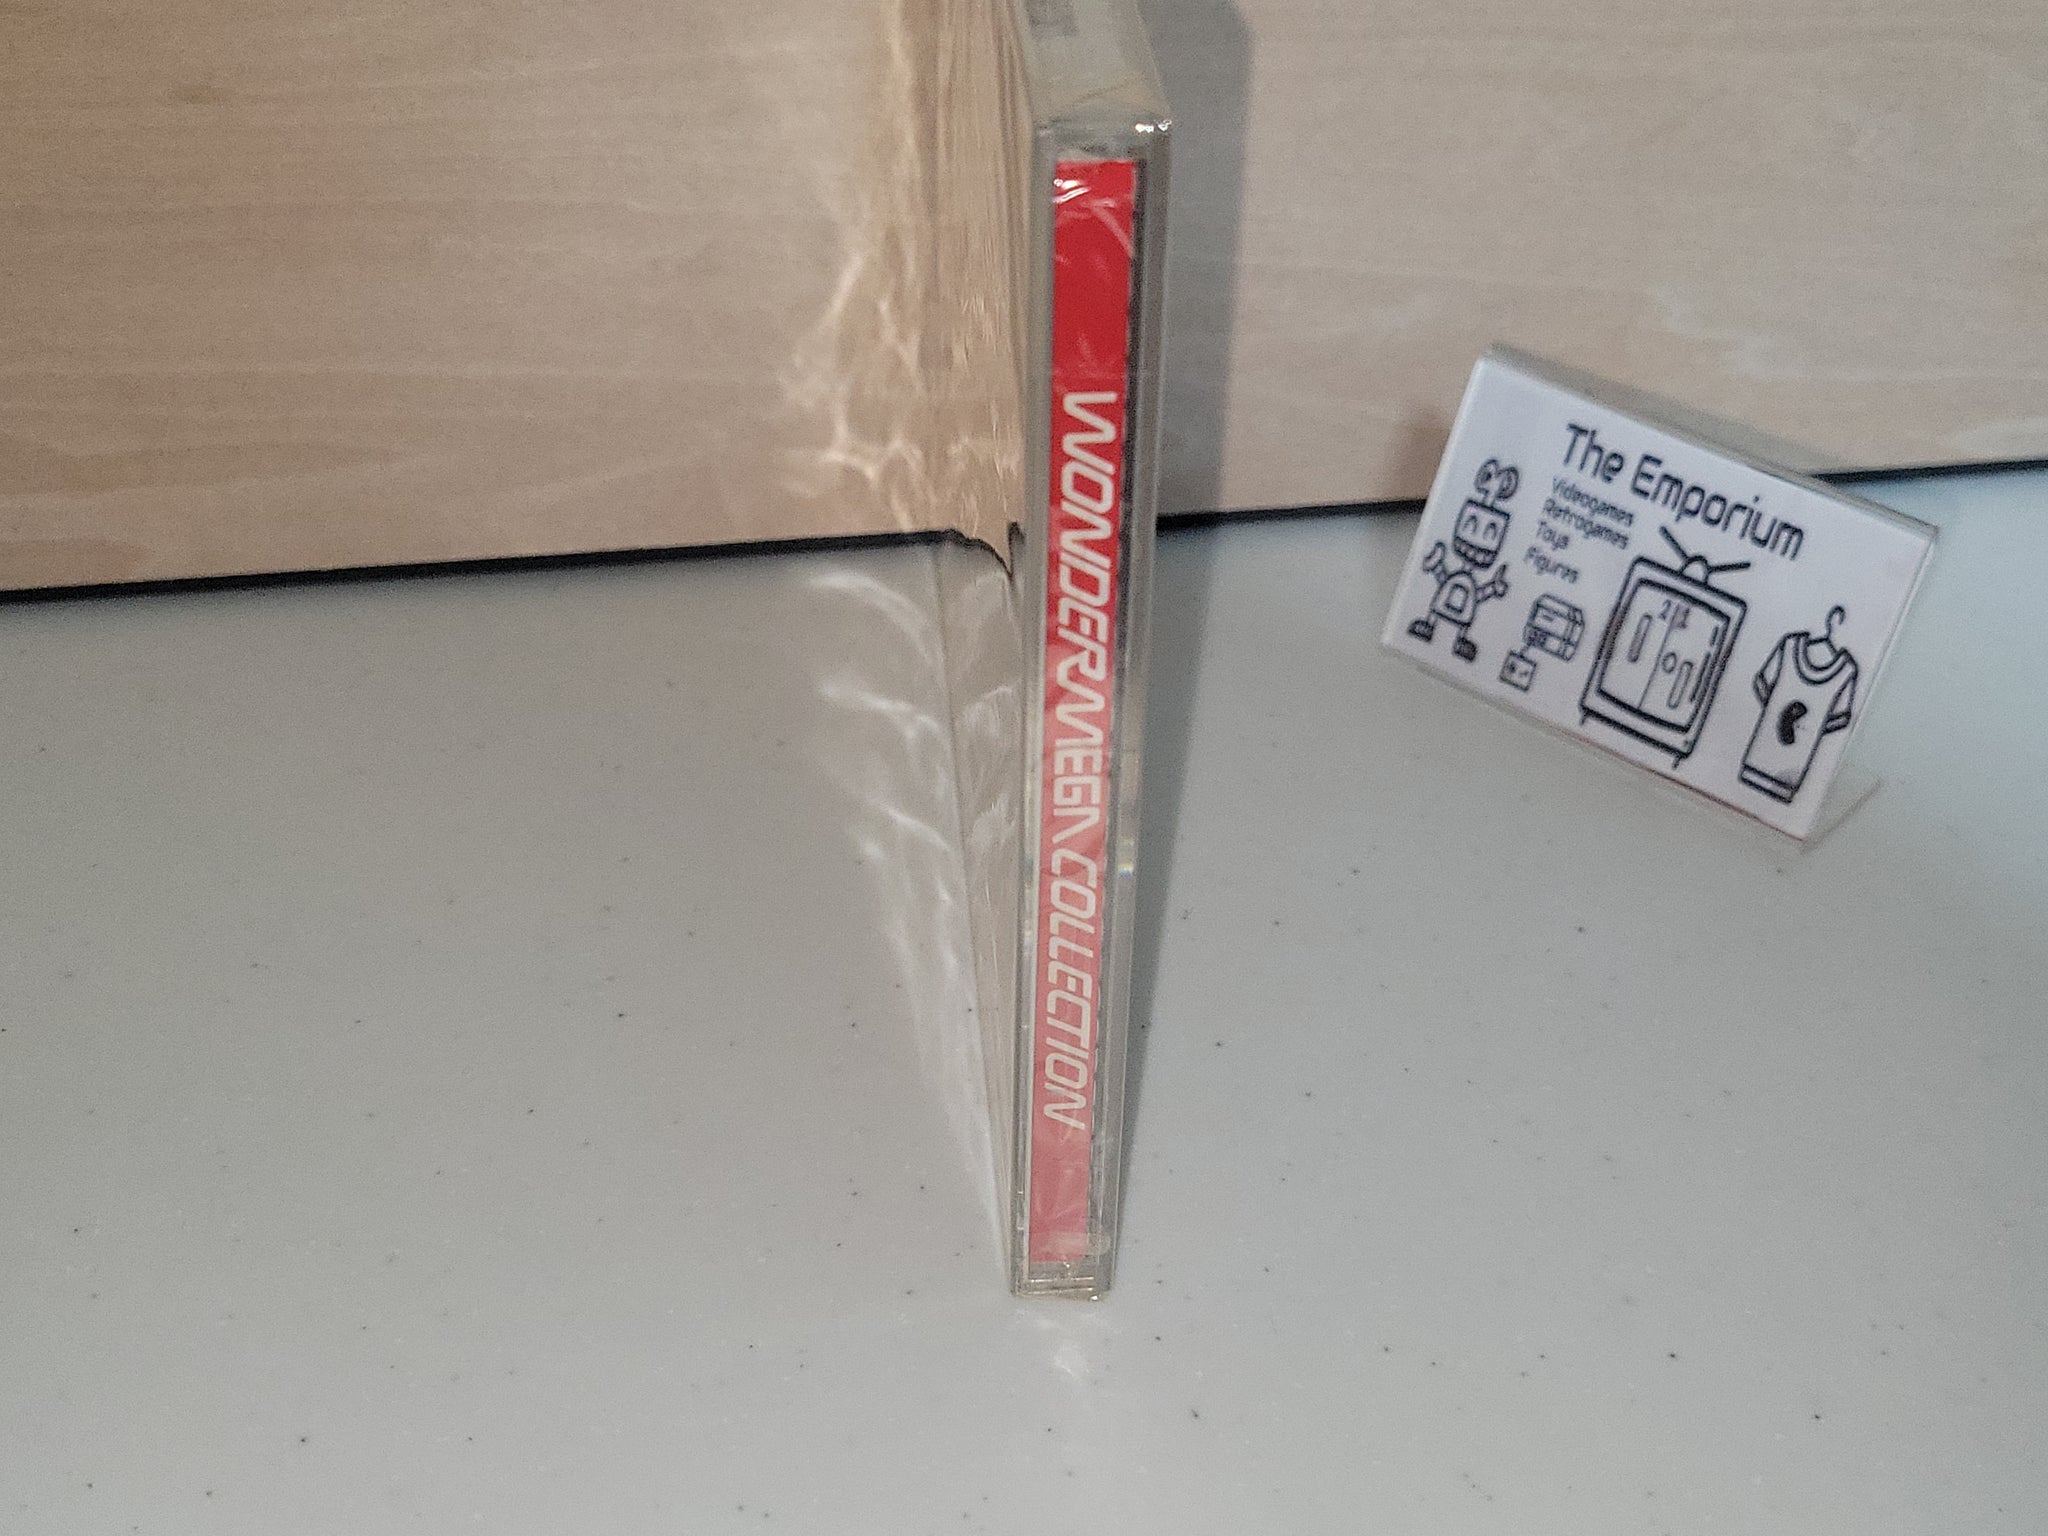 WONDERMEGA COLLECTION
The Emporium
Videogames
Retrogames
Toys
Figures